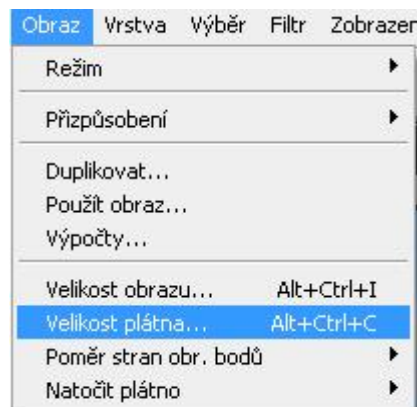 Obraz Vrstva Výběr Filtr Zobrazen
Režim
Přizpůsobení
Duplikovat...
Použít obraz...
Výpočty...
Velikost obrazu... Alt+Ctrl+I
Velikost plátna... Alt+Ctrl+C
Poměr stran obr. bodů
Natočit plátno